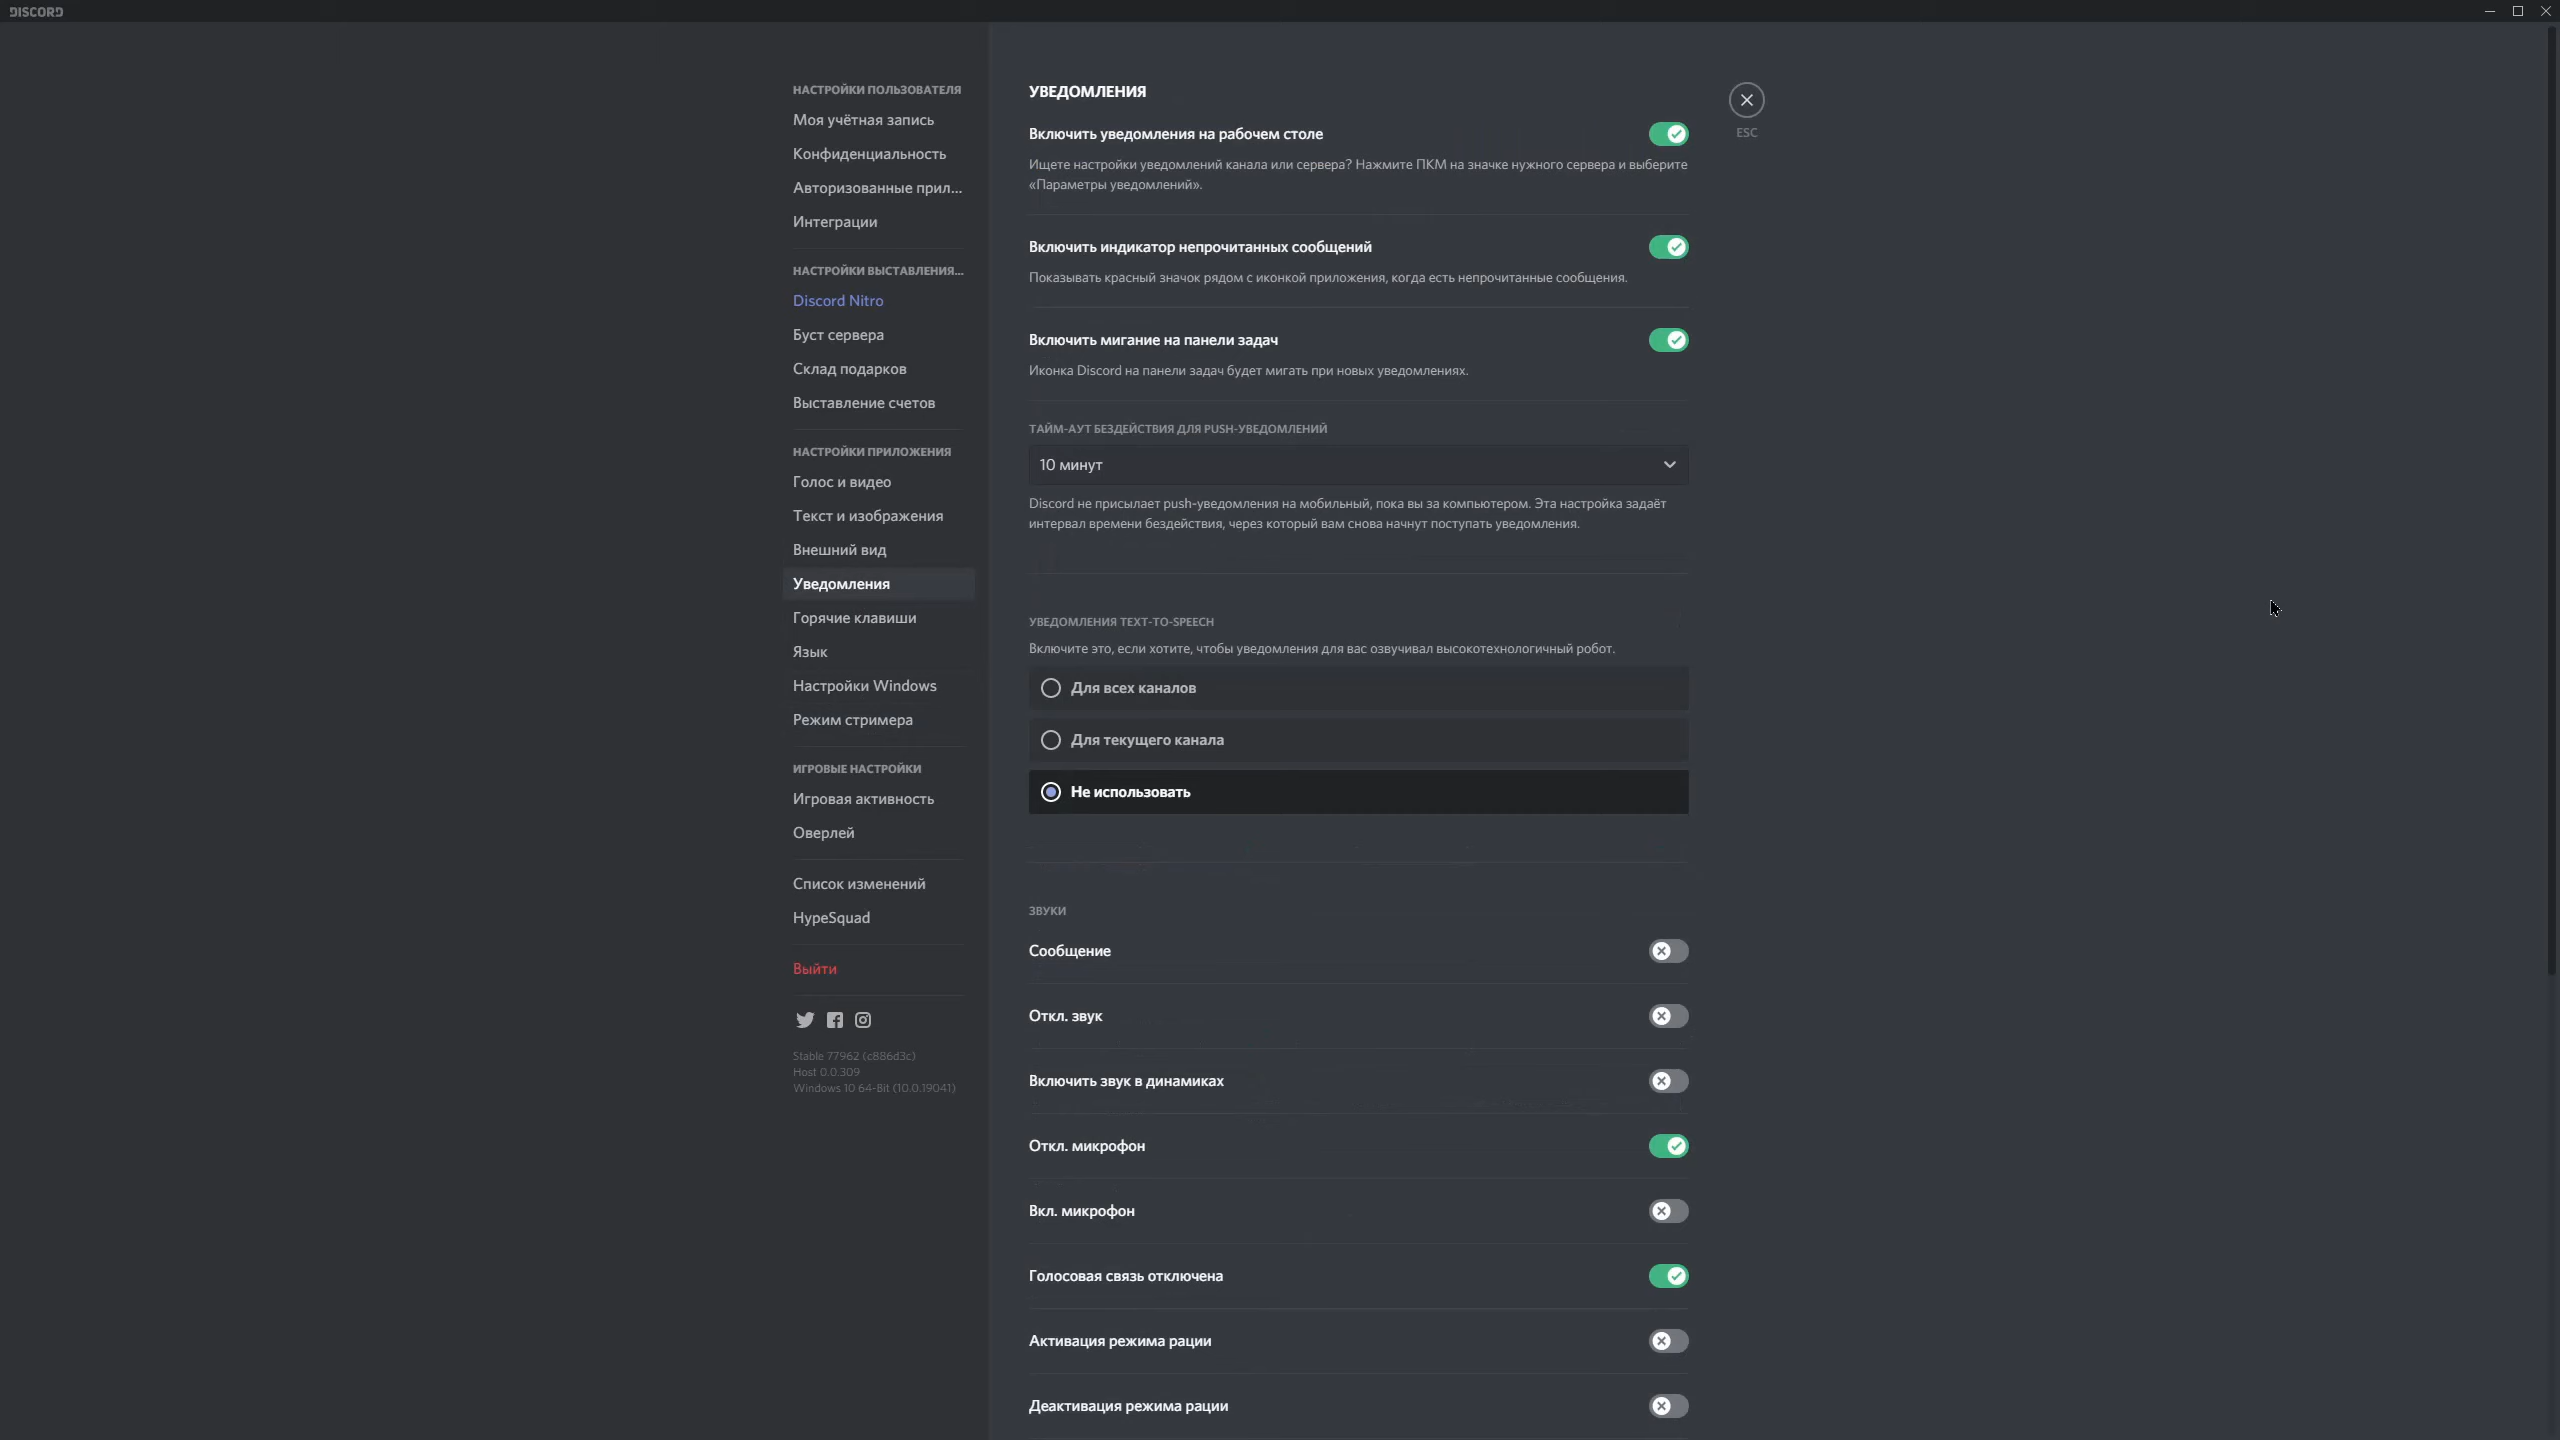 DISCORD
НАСТРОЙКИ ПОЛЬЗОВАТЕЛЯ
Моя учётная запись
Конфиденциальность
Авторизованные прил...
Интеграции
НАСТРОЙКИ ВЫСТАВЛЕНИЯ...
Discord Nitro
Буст сервера
Склад подарков
Выставление счетов
НАСТРОЙКИ ПРИЛОЖЕНИЯ
Голос и видео
Текст и изображения
Внешний вид
Уведомления
Горячие клавиши
Язык
Настройки Windows
Режим стримера
ИГРОВЫЕ НАСТРОЙКИ
Игровая активность
Оверлей
Список изменений
HypeSquad
Выйти
Stable 77962 (c886d3c)
Host 0.0.309
Windows 10 64-Bit (10.0.19041)
УВЕДОМЛЕНИЯ
Включить уведомления на рабочем столе
Ищете настройки уведомлений канала или сервера? Нажмите ПКМ на значке нужного сервера и выберите
«Параметры уведомлений».
Включить индикатор непрочитанных сообщений
Показывать красный значок рядом с иконкой приложения, когда есть непрочитанные сообщения.
Включить мигание на панели задач
Иконка Discord на панели задач будет мигать при новых уведомлениях.
ТАЙМ-АУТ БЕЗДЕЙСТВИЯ ДЛЯ PUSH-УВЕДОМЛЕНИЙ
10 минут
Discord не присылает push-уведомления на мобильный, пока вы за компьютером. Эта настройка задаёт
интервал времени бездействия, через который вам снова начнут поступать уведомления.
УВЕДОМЛЕНИЯ TEXT-TO-SPEECH
Включите это, если хотите, чтобы уведомления для вас озвучивал высокотехнологичный робот.
Для всех каналов
Для текущего канала
Не использовать
ЗВУКИ
Сообщение
Откл. звук
Включить звук в динамиках
Откл. микрофон
Вкл. микрофон
Голосовая связь отключена
Активация режима рации
Деактивация режима рации
ESC